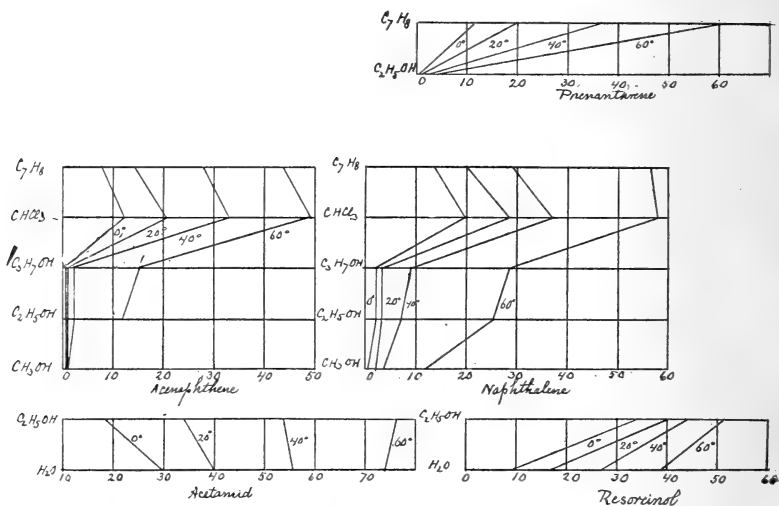 C7H8
0° 20° 40° 60°
C2H5OH
0 10 20 30 40 50 60
Prenanthrene
C7H8
CHCl3
0° 20° 40° 60°
C3H7OH
C2H5OH
CH3OH
0 10 20 30 40 50
Acenaphthene
C7H8
CHCl3
C3H7OH
0° 20° 40° 60°
C2H5OH
CH3OH
0 10 20 30 40 50 60
Naphthalene
C2H5OH
0° 20° 40° 60°
H2O
10 20 30 40 50 60 70 80
Acetamid
C2H5OH
0° 20° 40° 60°
H2O
0 10 20 30 40 50 60
Resorcinol